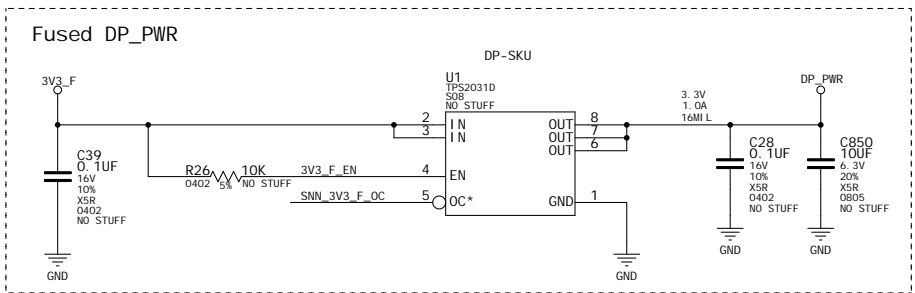 Fused DP_PWR
DP-SKU
3V3_F
U1
TPS2031D
SO8
NO STUFF
2 IN
3 IN
4 EN
5 OC*
OUT 8
OUT 7
OUT 6
GND 1
3.3V
1.0A
16MIL
DP_PWR
C39
0.1UF
16V
10%
X5R
0402
NO STUFF
R26 10K
0402 5% NO STUFF
3V3_F_EN
SNN_3V3_F_OC
C28
0.1UF
16V
10%
X5R
0402
NO STUFF
C850
10UF
6.3V
20%
X5R
0805
NO STUFF
GND
GND
GND
GND